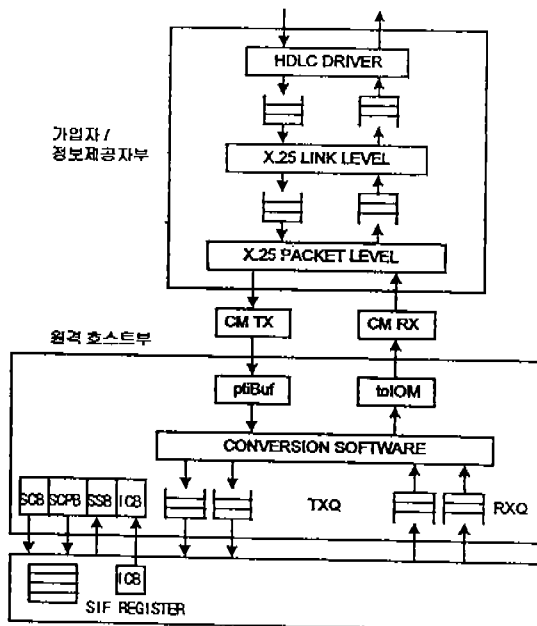 HDLC DRIVER
가입자 /
정보제공자부
X.25 LINK LEVEL
X.25 PACKET LEVEL
CM TX
CM RX
원격 호스트부
ptiBuf
toIOM
CONVERSION SOFTWARE
SCB SCPB SSB ICB
TXQ
RXQ
ICB
SIF REGISTER